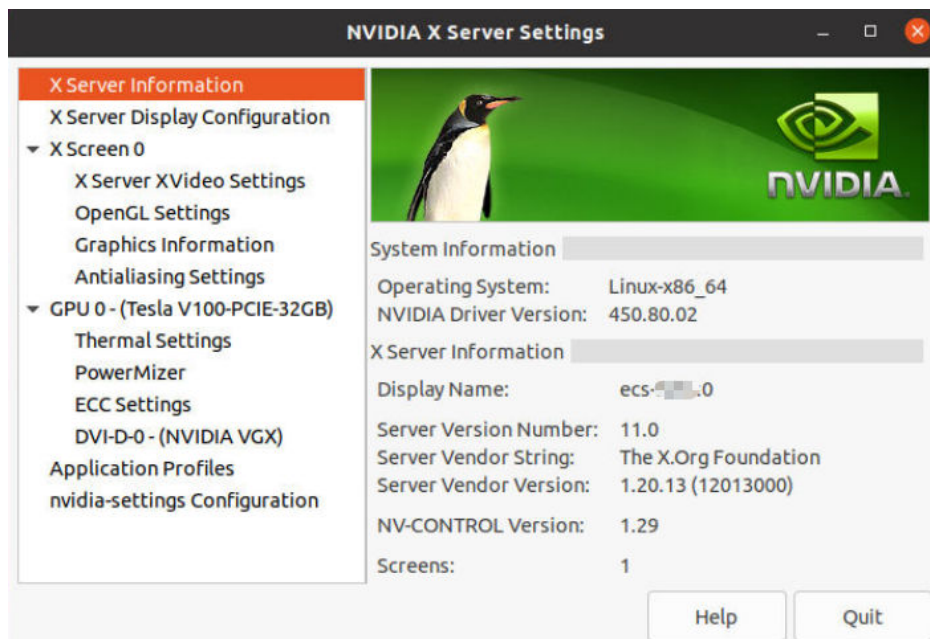 NVIDIA X Server Settings
X Server Information
X Server Display Configuration
X Screen 0
X Server XVideo Settings
OpenGL Settings
Graphics Information
Antialiasing Settings
GPU 0 - (Tesla V100-PCIE-32GB)
Thermal Settings
PowerMizer
ECC Settings
DVI-D-0 - (NVIDIA VGX)
Application Profiles
nvidia-settings Configuration
NVIDIA
System Information
Operating System: Linux-x86_64
NVIDIA Driver Version: 450.80.02
X Server Information
Display Name: ecs- :0
Server Version Number: 11.0
Server Vendor String: The X.Org Foundation
Server Vendor Version: 1.20.13 (12013000)
NV-CONTROL Version: 1.29
Screens: 1
Help Quit